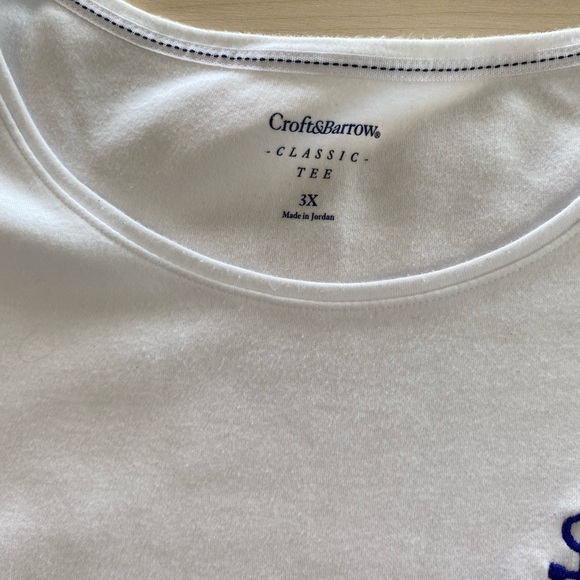 Croft&Barrow®
-CLASSIC-
TEE
3X
Made in Jordan